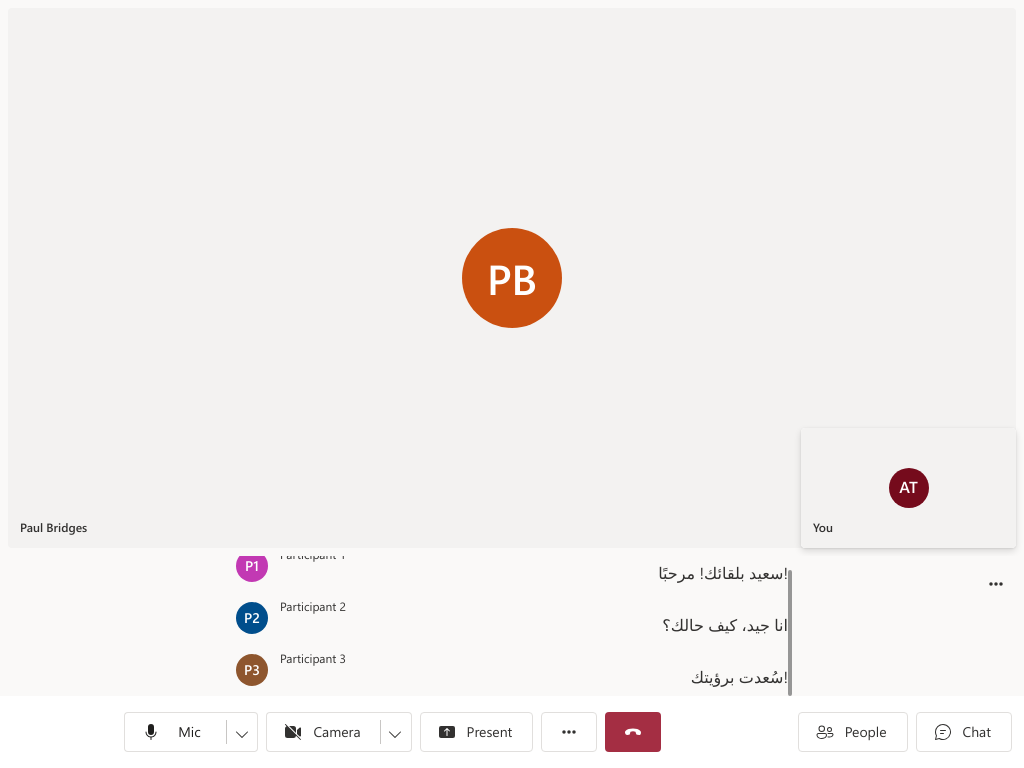 PB
Paul Bridges
AT
You
P1
Participant 1
سعيد بلقائك! مرحبًا!
P2
Participant 2
انا جيد، كيف حالك؟
P3
Participant 3
سُعدت برؤيتك!
Mic
Camera
Present
People
Chat